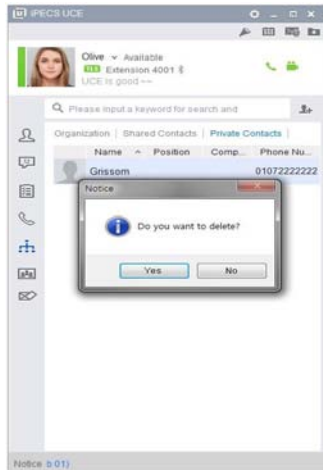 iPECS UCE
Olive Available
Extension 4001
UCE is good ~~
Please input a keyword for search and
Organization | Shared Contacts | Private Contacts |
Name Position Comp... Phone Nu...
Grissom 01072222222
Notice
Do you want to delete?
Yes No
Notice b 01)